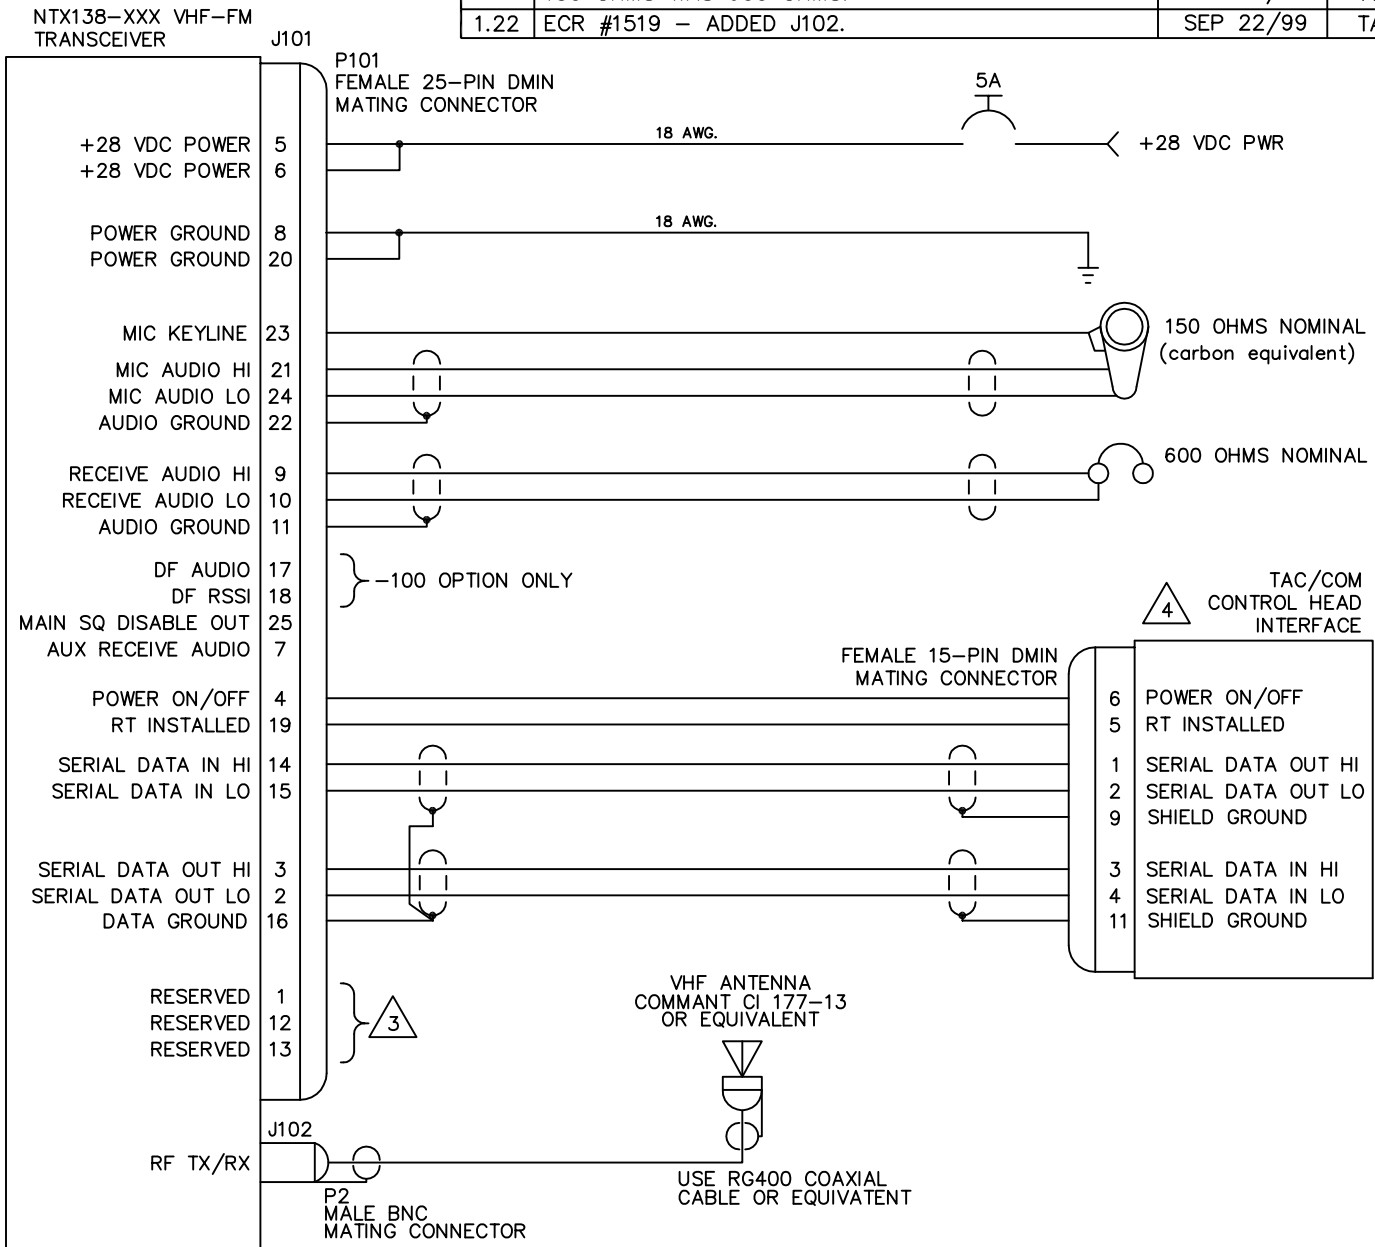 1.22 ECR #1519 – ADDED J102. SEP 22/99
NTX138–XXX VHF–FM
TRANSCEIVER
J101
P101
FEMALE 25–PIN DMIN
MATING CONNECTOR
5A
+28 VDC POWER 5
18 AWG.
+28 VDC PWR
+28 VDC POWER 6
POWER GROUND 8
18 AWG.
POWER GROUND 20
MIC KEYLINE 23
150 OHMS NOMINAL
(carbon equivalent)
MIC AUDIO HI 21
MIC AUDIO LO 24
AUDIO GROUND 22
RECEIVE AUDIO HI 9
600 OHMS NOMINAL
RECEIVE AUDIO LO 10
AUDIO GROUND 11
DF AUDIO 17
–100 OPTION ONLY
DF RSSI 18
MAIN SQ DISABLE OUT 25
AUX RECEIVE AUDIO 7
4
TAC/COM
CONTROL HEAD
INTERFACE
FEMALE 15–PIN DMIN
MATING CONNECTOR
POWER ON/OFF 4
6 POWER ON/OFF
RT INSTALLED 19
5 RT INSTALLED
SERIAL DATA IN HI 14
1 SERIAL DATA OUT HI
SERIAL DATA IN LO 15
2 SERIAL DATA OUT LO
9 SHIELD GROUND
SERIAL DATA OUT HI 3
3 SERIAL DATA IN HI
SERIAL DATA OUT LO 2
4 SERIAL DATA IN LO
DATA GROUND 16
11 SHIELD GROUND
RESERVED 1
RESERVED 12
RESERVED 13
3
VHF ANTENNA
COMMANT CI 177–13
OR EQUIVALENT
J102
RF TX/RX
P2
MALE BNC
MATING CONNECTOR
USE RG400 COAXIAL
CABLE OR EQUIVATENT